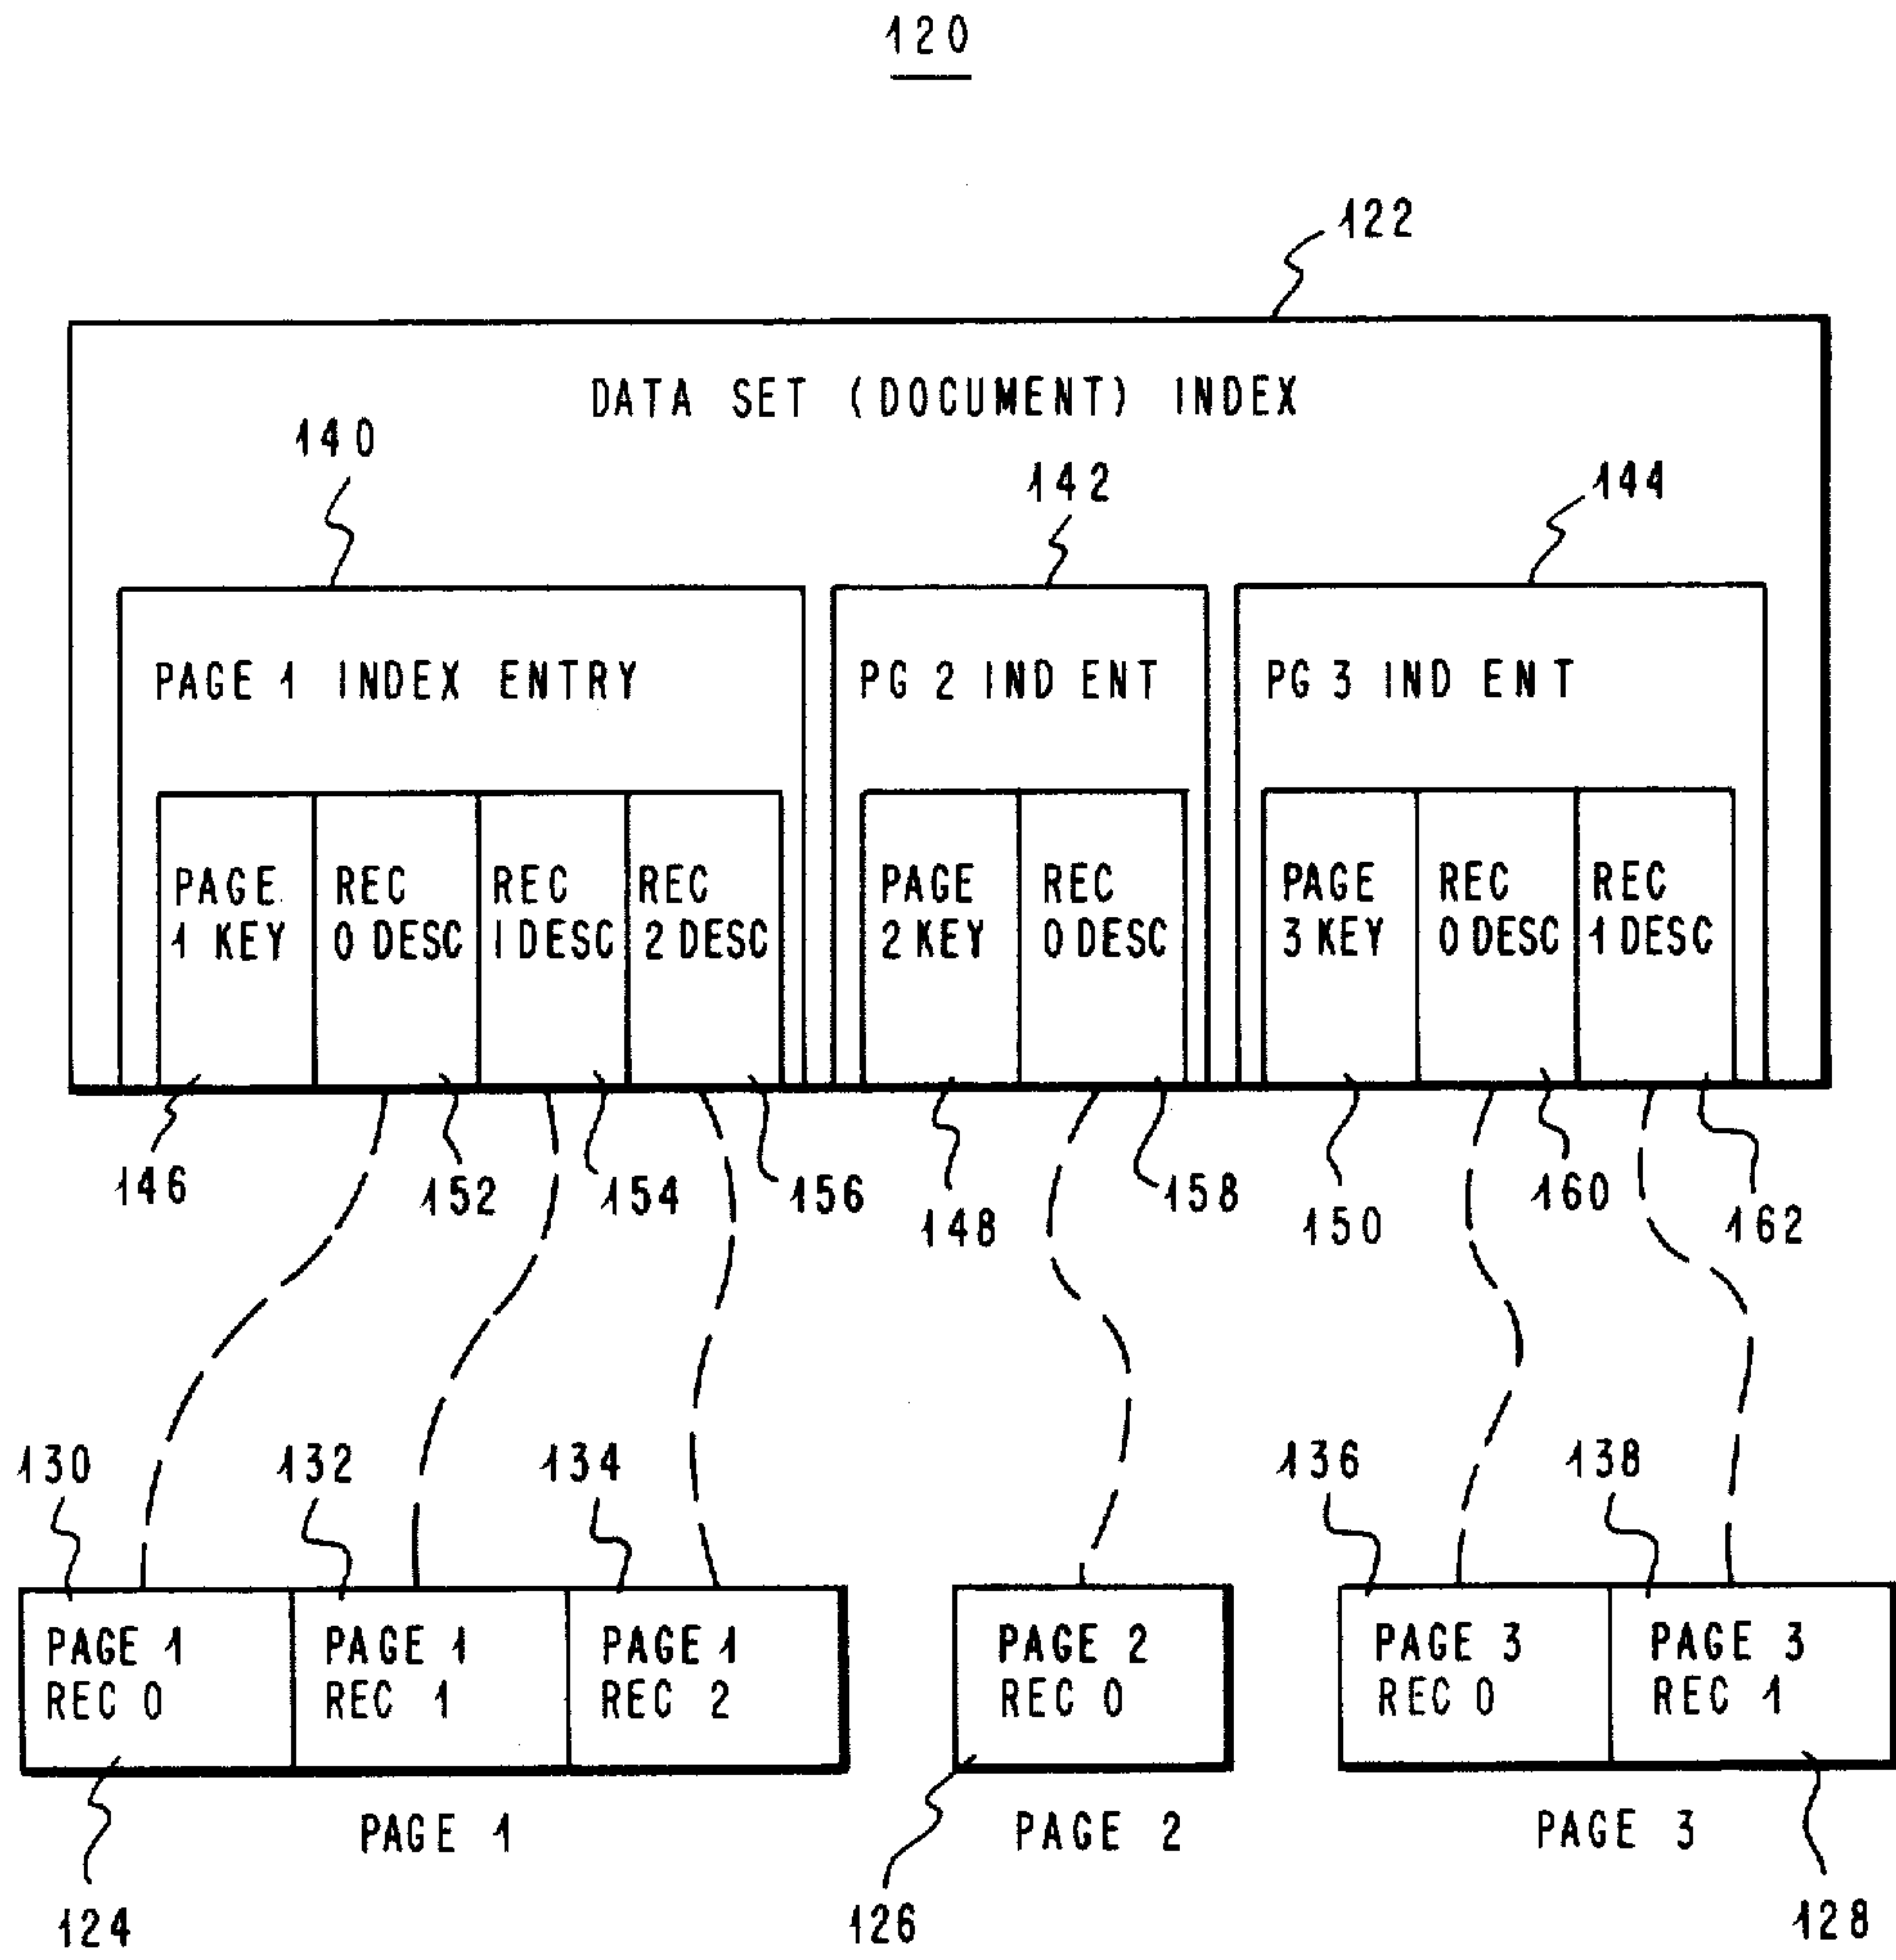 120
122
DATA SET (DOCUMENT) INDEX
140
142
144
PAGE 1 INDEX ENTRY
PG 2 IND ENT
PG 3 IND ENT
PAGE
1 KEY
REC
0 DESC
REC
1 DESC
REC
2 DESC
PAGE
2 KEY
REC
0 DESC
PAGE
3 KEY
REC
0 DESC
REC
1 DESC
146
152
154
156
148
158
150
160
162
130
132
134
136
138
PAGE 1
REC 0
PAGE 1
REC 1
PAGE 1
REC 2
PAGE 2
REC 0
PAGE 3
REC 0
PAGE 3
REC 1
PAGE 1
PAGE 2
PAGE 3
124
126
128